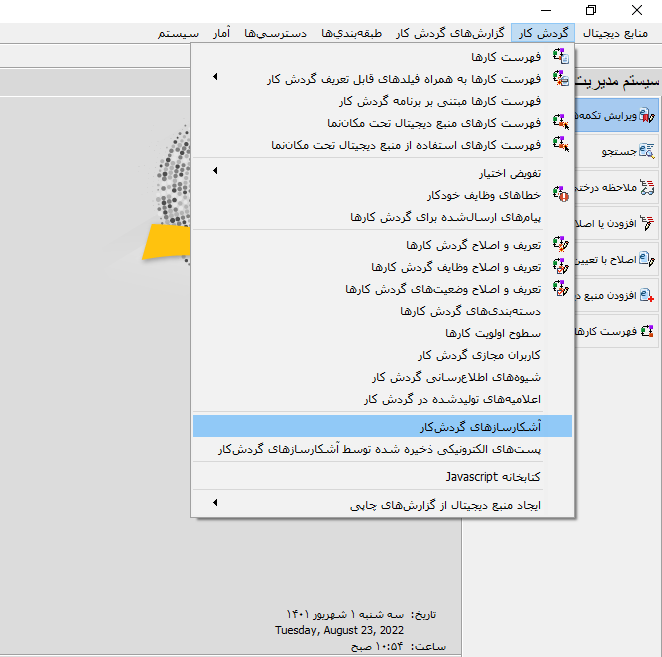 منابع دیجیتال گردش کار گزارش‌های گردش کار طبقه‌بندی‌ها دسترسی‌ها آمار سیستم
فهرست کارها
فهرست کارها به همراه فیلدهای قابل تعریف گردش کار
فهرست کارها مبتنی بر برنامه گردش کار
فهرست کارهای منبع دیجیتال تحت مکان‌نما
فهرست کارهای استفاده از منبع دیجیتال تحت مکان‌نما
تفویض اختیار
خطاهای وظایف خودکار
پیام‌های ارسال‌شده برای گردش کارها
تعریف و اصلاح گردش کارها
تعریف و اصلاح وظایف گردش کارها
تعریف و اصلاح وضعیت‌های گردش کارها
دسته‌بندی‌های گردش کارها
سطوح اولویت کارها
کاربران مجازی گردش کار
شیوه‌های اطلاع‌رسانی گردش کار
اعلامیه‌های تولیدشده در گردش کار
آشکارسازهای گردش‌کار
پست‌های الکترونیکی ذخیره شده توسط آشکارسازهای گردش‌کار
کتابخانه Javascript
ایجاد منبع دیجیتال از گزارش‌های چاپی
سیستم مدیریت
ویرایش تکمه‌
جستجو
ملاحظه درختی
افزودن یا اصلا
اصلاح با تعیین
افزودن منبع د
فهرست کارها
تاریخ: سه شنبه ۱ شهریور ۱۴۰۱
Tuesday, August 23, 2022
ساعت: ۱۰:۵۴ صبح